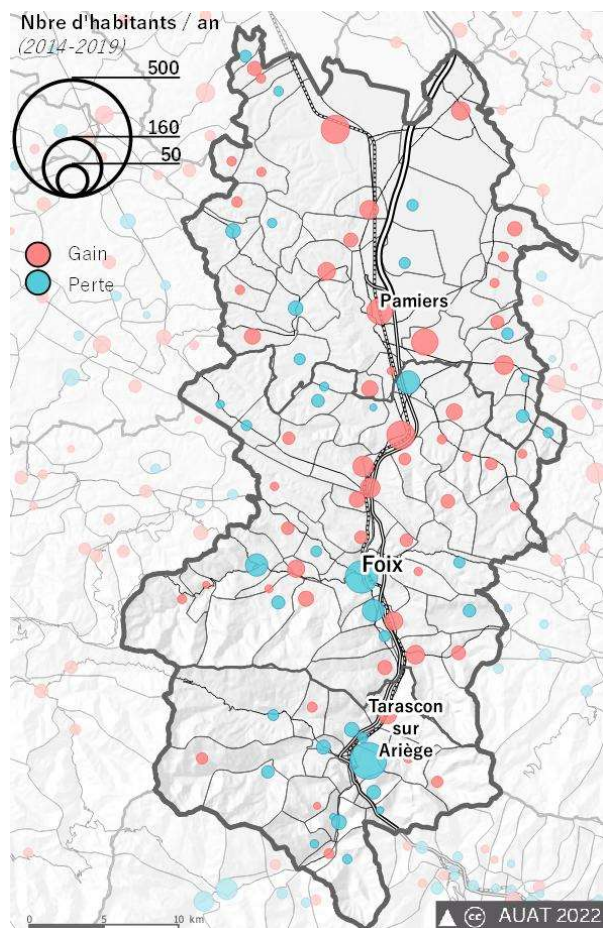 Nbre d'habitants / an
(2014-2019)
500
160
50
Gain
Perte
Pamiers
Foix
Tarascon
sur
Ariège
0 5 10 km
cc AUAT 2022